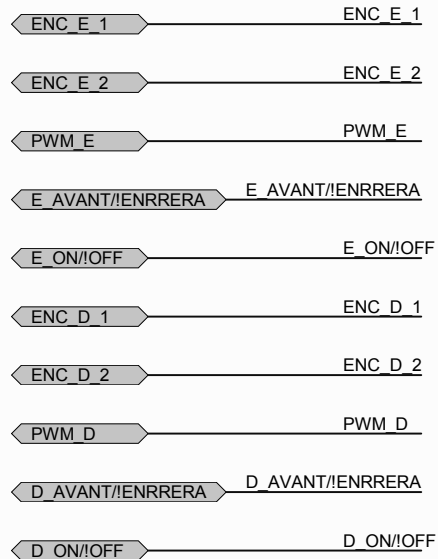 ENC_E_1 ENC_E_1
ENC_E_2 ENC_E_2
PWM_E PWM_E
E_AVANT/!ENRRERA E_AVANT/!ENRRERA
E_ON/!OFF E_ON/!OFF
ENC_D_1 ENC_D_1
ENC_D_2 ENC_D_2
PWM_D PWM_D
D_AVANT/!ENRRERA D_AVANT/!ENRRERA
D_ON/!OFF D_ON/!OFF